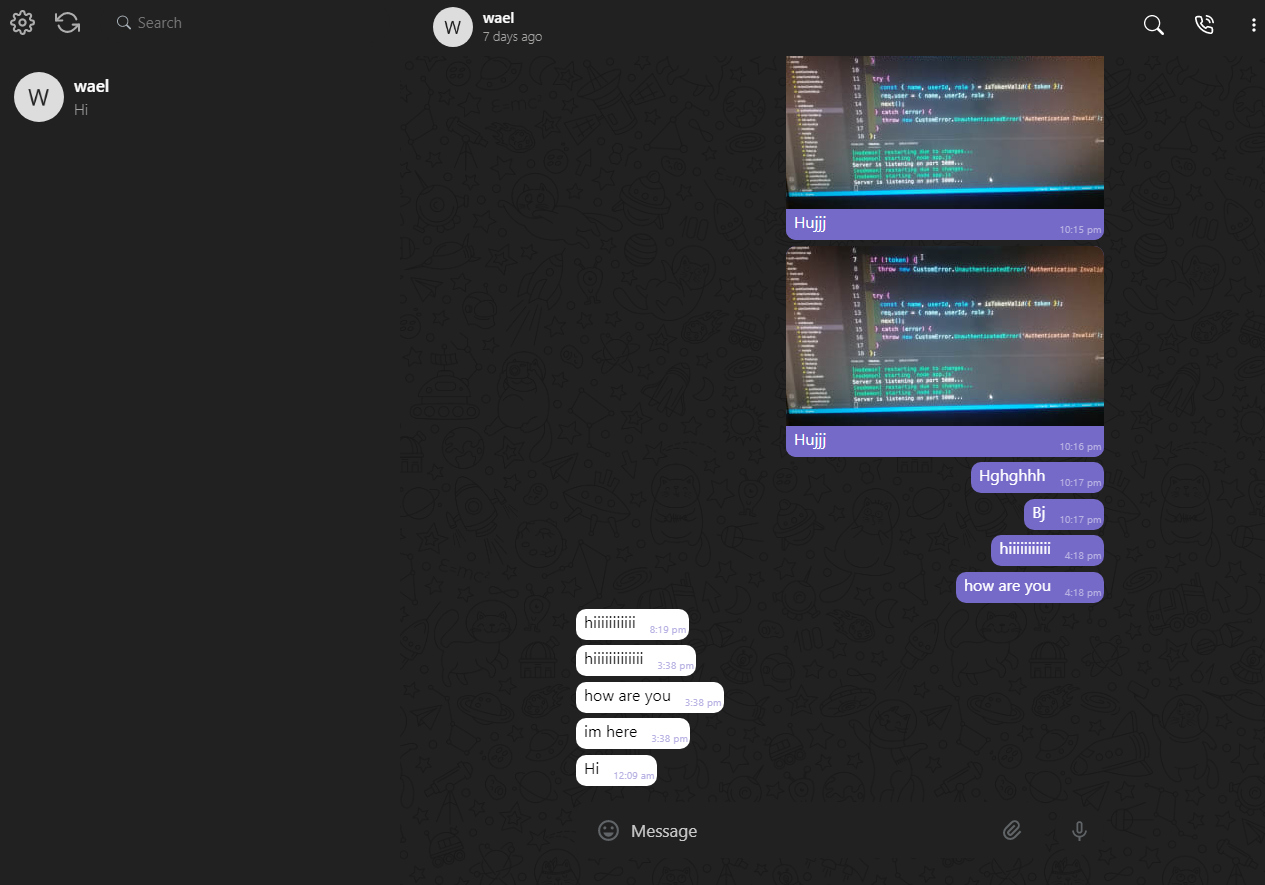 Search
wael
7 days ago
W
W
wael
Hi
9 }
10
11 try {
12 const { name, userId, role } = isTokenValid({ token });
13 req.user = { name, userId, role };
14 next();
15 } catch (error) {
16 throw new CustomError.UnauthenticatedError('Authentication Invalid');
17 }
18 };
[nodemon] restarting due to changes...
[nodemon] starting `node app.js`
Server is listening on port 5000...
[nodemon] restarting due to changes...
[nodemon] starting `node app.js`
Server is listening on port 5000...
Hujjj
10:15 pm
6
7 if (!token) {
8 throw new CustomError.UnauthenticatedError('Authentication Invalid
9 }
10
11 try {
12 const { name, userId, role } = isTokenValid({ token });
13 req.user = { name, userId, role };
14 next();
15 } catch (error) {
16 throw new CustomError.UnauthenticatedError('Authentication Invalid');
17 }
18 };
[nodemon] restarting due to changes...
[nodemon] starting `node app.js`
Server is listening on port 5000...
[nodemon] restarting due to changes...
[nodemon] starting `node app.js`
Server is listening on port 5000...
Hujjj
10:16 pm
Hghghhh 10:17 pm
Bj 10:17 pm
hiiiiiiiiiii 4:18 pm
how are you 4:18 pm
hiiiiiiiiiii 8:19 pm
hiiiiiiiiiiiii 3:38 pm
how are you 3:38 pm
im here 3:38 pm
Hi 12:09 am
Message